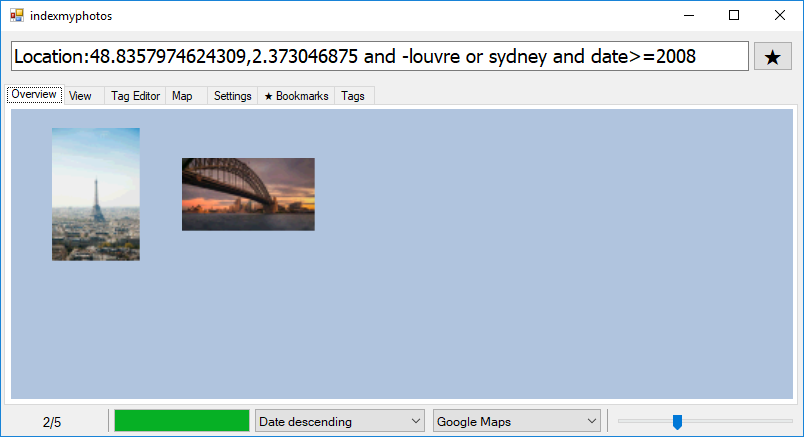 indexmyphotos
Location:48.8357974624309,2.373046875 and -louvre or sydney and date>=2008
★
Overview View Tag Editor Map Settings ★ Bookmarks Tags
2/5 Date descending Google Maps